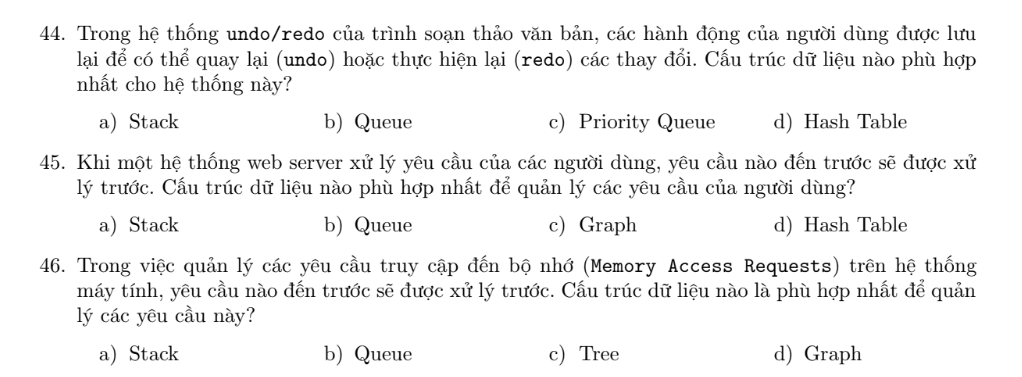 44. Trong hệ thống undo/redo của trình soạn thảo văn bản, các hành động của người dùng được lưu
lại để có thể quay lại (undo) hoặc thực hiện lại (redo) các thay đổi. Cấu trúc dữ liệu nào phù hợp
nhất cho hệ thống này?
a) Stack b) Queue c) Priority Queue d) Hash Table
45. Khi một hệ thống web server xử lý yêu cầu của các người dùng, yêu cầu nào đến trước sẽ được xử
lý trước. Cấu trúc dữ liệu nào phù hợp nhất để quản lý các yêu cầu của người dùng?
a) Stack b) Queue c) Graph d) Hash Table
46. Trong việc quản lý các yêu cầu truy cập đến bộ nhớ (Memory Access Requests) trên hệ thống
máy tính, yêu cầu nào đến trước sẽ được xử lý trước. Cấu trúc dữ liệu nào là phù hợp nhất để quản
lý các yêu cầu này?
a) Stack b) Queue c) Tree d) Graph